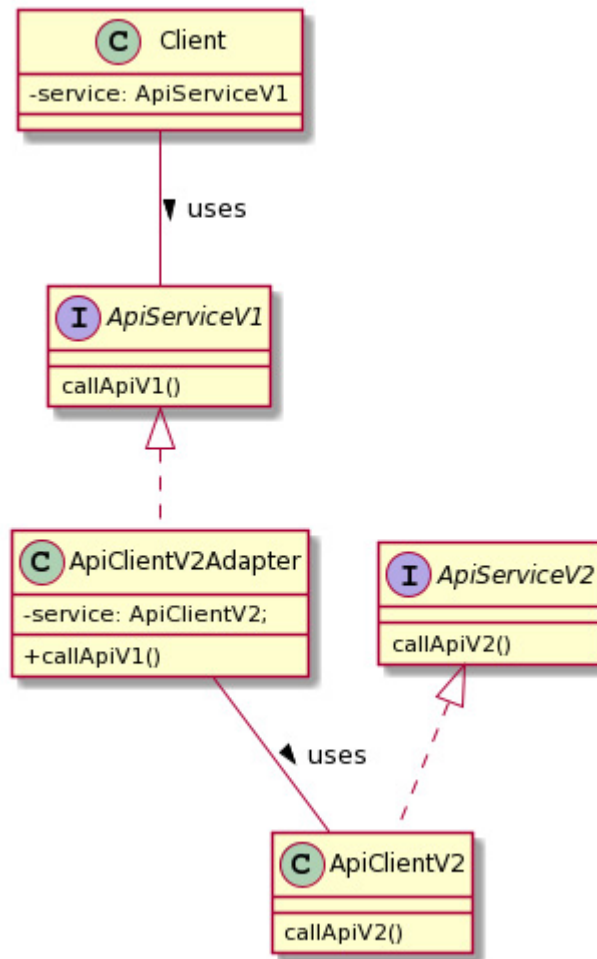 C Client
-service: ApiServiceV1
uses
I ApiServiceV1
callApiV1()
C ApiClientV2Adapter
-service: ApiClientV2;
+callApiV1()
I ApiServiceV2
callApiV2()
uses
C ApiClientV2
callApiV2()